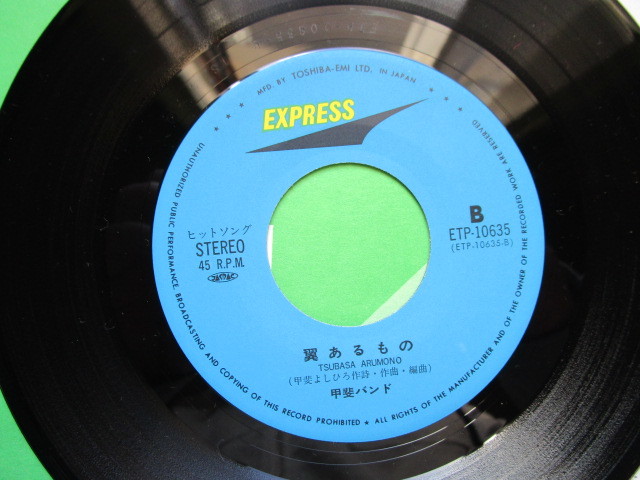 MFD. BY TOSHIBA-EMI LTD. IN JAPAN
EXPRESS
ヒットソング
STEREO
45 R.P.M.
JASRAC
B
ETP-10635
(ETP-10635-B)
翼あるもの
TSUBASA ARUMONO
(甲斐よしひろ作詩・作曲・編曲)
甲斐バンド
★ UNAUTHORIZED PUBLIC PERFORMANCE, BROADCASTING AND COPYING OF THIS RECORD PROHIBITED ★ ALL RIGHTS OF THE MANUFACTURER AND OF THE OWNER OF THE RECORDED WORK ARE RESERVED ★